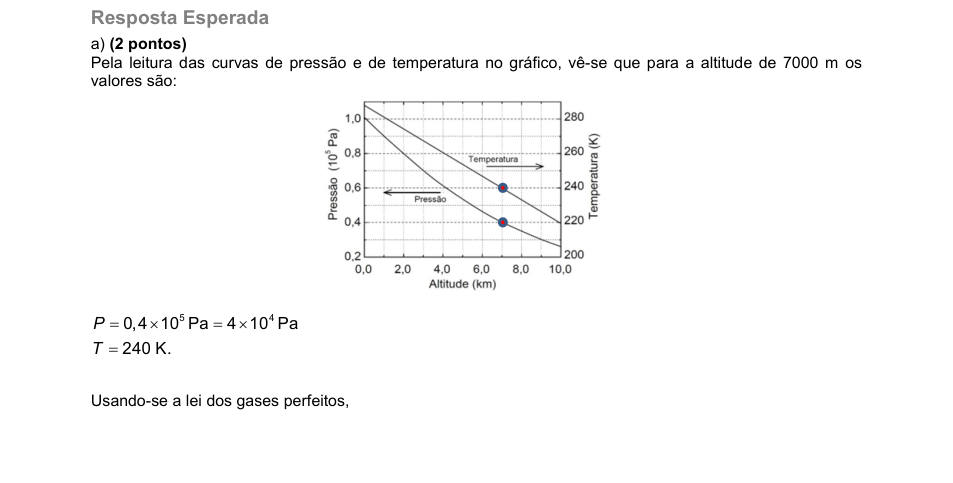 Resposta Esperada
a) (2 pontos)
Pela leitura das curvas de pressão e de temperatura no gráfico, vê-se que para a altitude de 7000 m os
valores são:
1,0
0,8
0,6
0,4
0,2
Pressão (10⁵ Pa)
Temperatura
Pressão
280
260
240
220
200
Temperatura (K)
0,0 2,0 4,0 6,0 8,0 10,0
Altitude (km)
P = 0,4×10⁵ Pa = 4×10⁴ Pa
T = 240 K.
Usando-se a lei dos gases perfeitos,